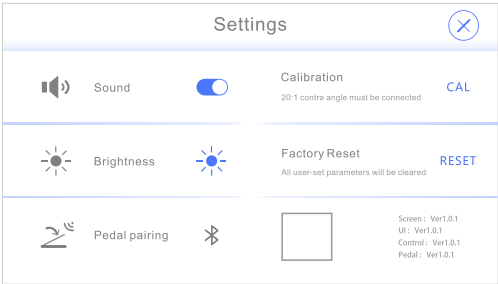 Settings
Sound
Calibration
20:1 contra angle must be connected
CAL
Brightness
Factory Reset
All user-set parameters will be cleared
RESET
Pedal pairing
Screen : Ver1.0.1
UI : Ver1.0.1
Control : Ver1.0.1
Pedal : Ver1.0.1